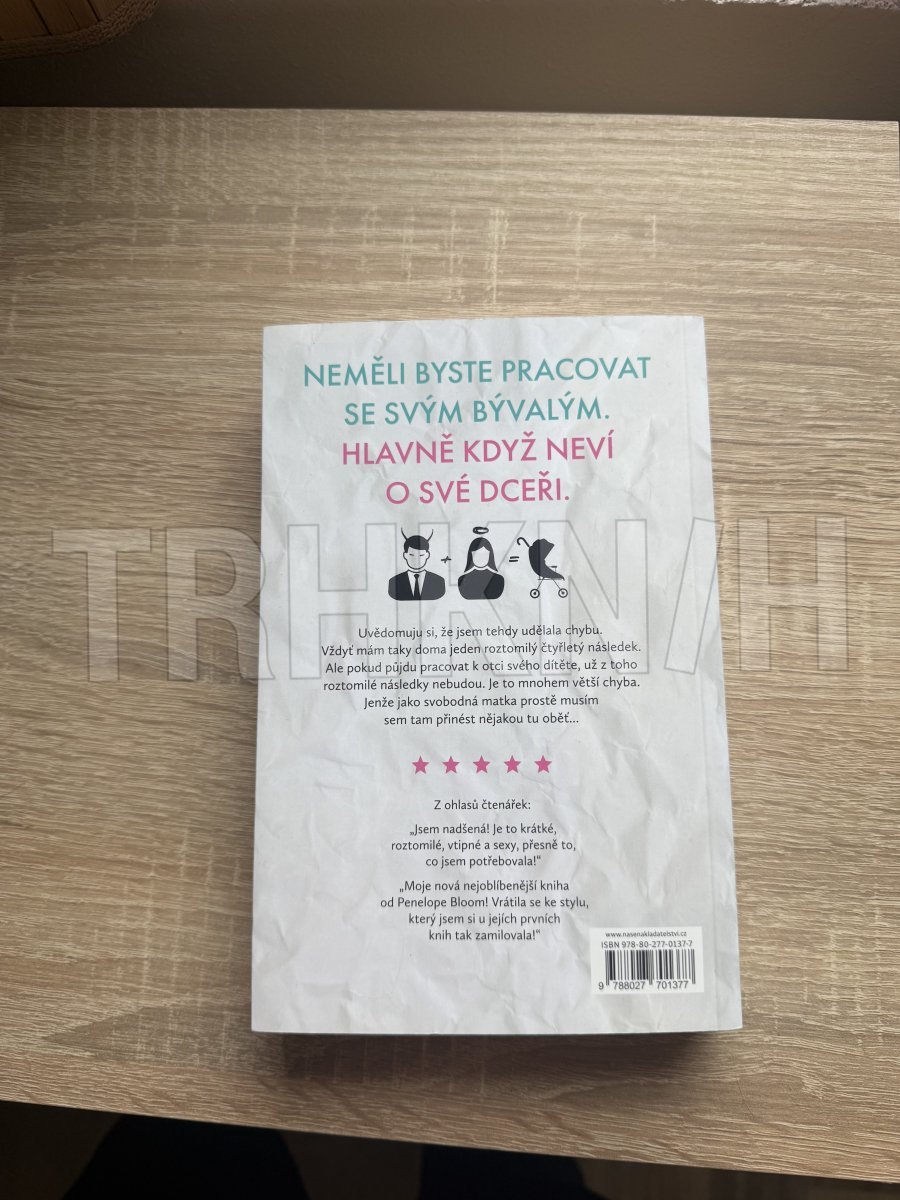 NEMĚLI BYSTE PRACOVAT
SE SVÝM BÝVALÝM.
HLAVNĚ KDYŽ NEVÍ
O SVÉ DCEŘI.
+ =
TRHKNIH
Uvědomuju si, že jsem tehdy udělala chybu.
Vždyť mám taky doma jeden roztomilý čtyřletý následek.
Ale pokud půjdu pracovat k otci svého dítěte, už z toho
roztomilé následky nebudou. Je to mnohem větší chyba.
Jenže jako svobodná matka prostě musím
sem tam přinést nějakou tu oběť...
Z ohlasů čtenářek:
„Jsem nadšená! Je to krátké,
roztomilé, vtipné a sexy, přesně to,
co jsem potřebovala!“
„Moje nová nejoblíbenější kniha
od Penelope Bloom! Vrátila se ke stylu,
který jsem si u jejích prvních
knih tak zamilovala!“
www.nasenakladatelstvi.cz
ISBN 978-80-277-0137-7
9 788027 701377